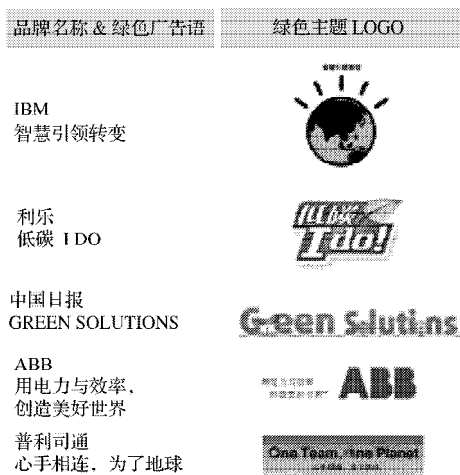 品牌名称 & 绿色广告语
绿色主题 LOGO
IBM
智慧引领转变
利乐
低碳 I DO
低碳
I do!
中国日报
GREEN SOLUTIONS
Green Soluti.ns
ABB
用电力与效率，
创造美好世界
ABB
普利司通
心手相连，为了地球
One Team, One Planet